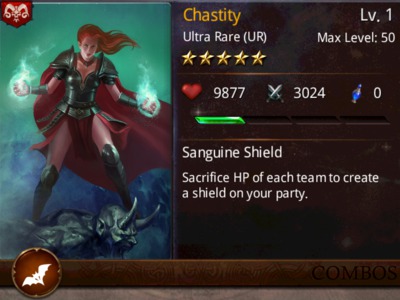 Chastity Lv. 1
Ultra Rare (UR) Max Level: 50
9877 3024 0
Sanguine Shield
Sacrifice HP of each team to create
a shield on your party.
COMBOS